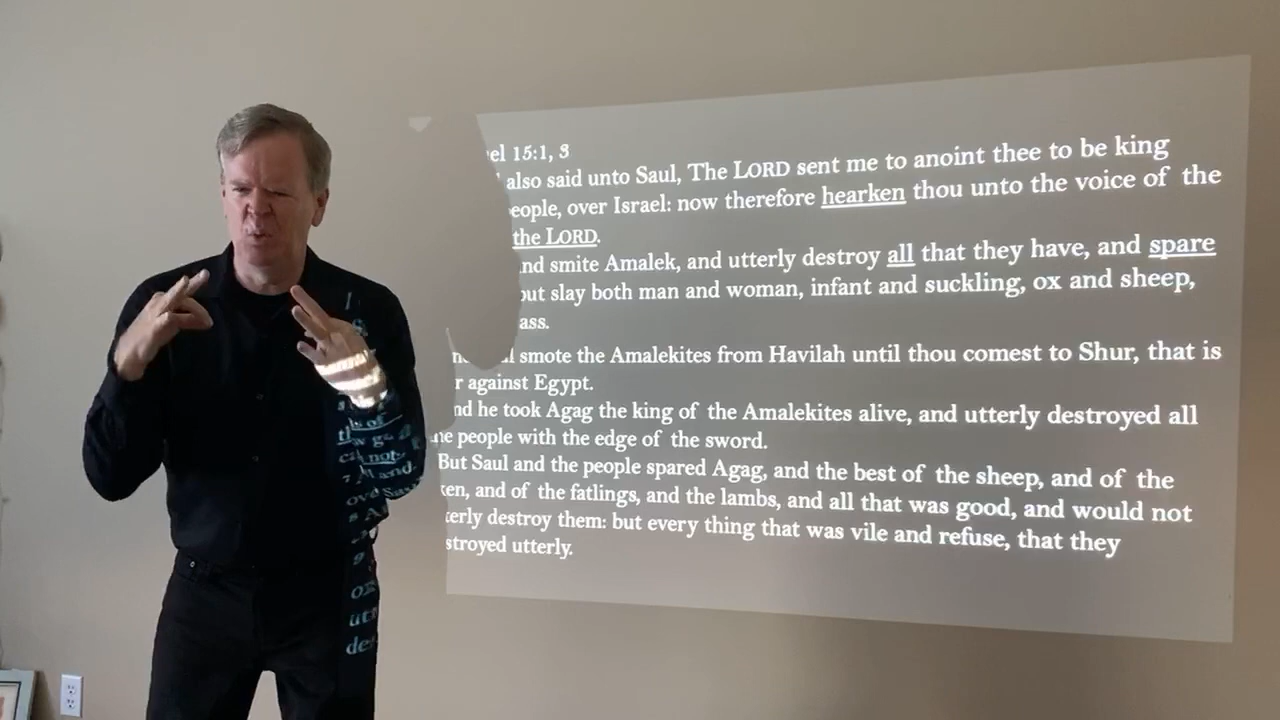 el 15:1, 3
also said unto Saul, The LORD sent me to anoint thee to be king
eople, over Israel: now therefore hearken thou unto the voice of the
the LORD.
nd smite Amalek, and utterly destroy all that they have, and spare
but slay both man and woman, infant and suckling, ox and sheep,
ass.
smote the Amalekites from Havilah until thou comest to Shur, that is
r against Egypt.
nd he took Agag the king of the Amalekites alive, and utterly destroyed all
he people with the edge of the sword.
But Saul and the people spared Agag, and the best of the sheep, and of the
en, and of the fatlings, and the lambs, and all that was good, and would not
terly destroy them: but every thing that was vile and refuse, that they
stroyed utterly.